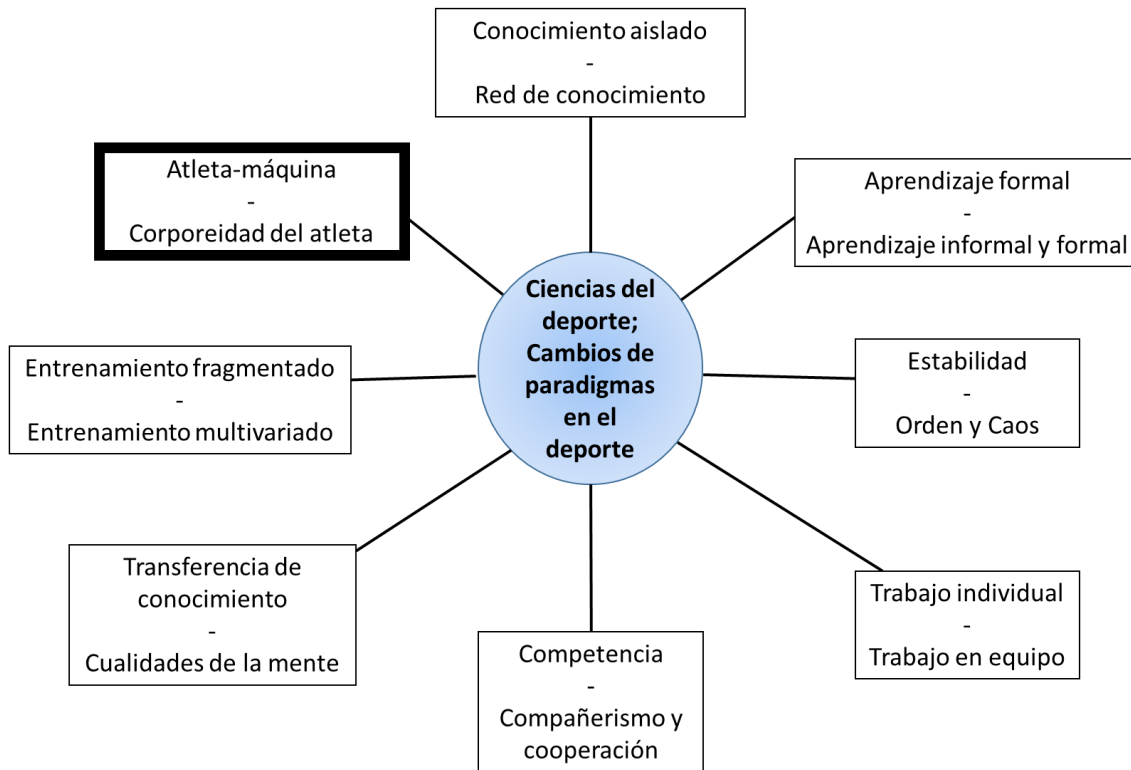 Conocimiento aislado
-
Red de conocimiento
Atleta-máquina
-
Corporeidad del atleta
Aprendizaje formal
-
Aprendizaje informal y formal
Ciencias del
deporte;
Cambios de
paradigmas
en el
deporte
Entrenamiento fragmentado
-
Entrenamiento multivariado
Estabilidad
-
Orden y Caos
Transferencia de
conocimiento
-
Cualidades de la mente
Competencia
-
Compañerismo y
cooperación
Trabajo individual
-
Trabajo en equipo